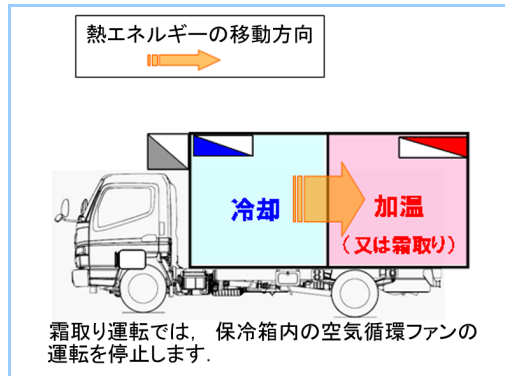 熱エネルギーの移動方向
冷却
加温
(又は霜取り)
霜取り運転では, 保冷箱内の空気循環ファンの
運転を停止します.